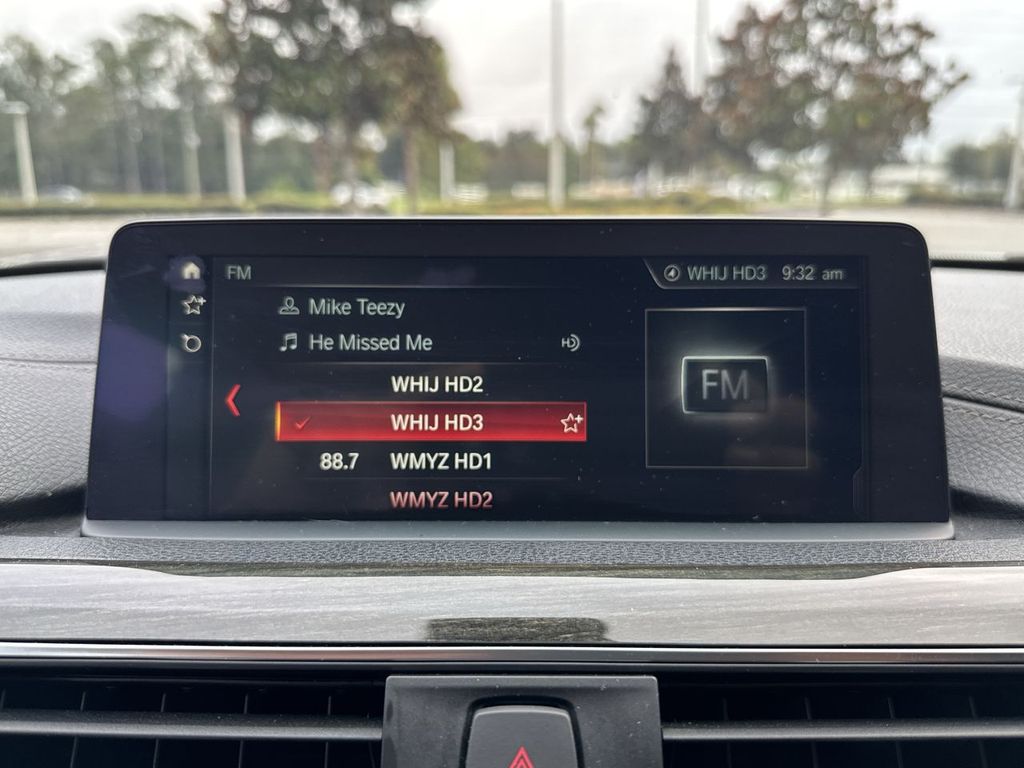 FM
WHIJ HD3 9:32 am
Mike Teezy
He Missed Me HD
WHIJ HD2
WHIJ HD3
88.7 WMYZ HD1
WMYZ HD2
FM